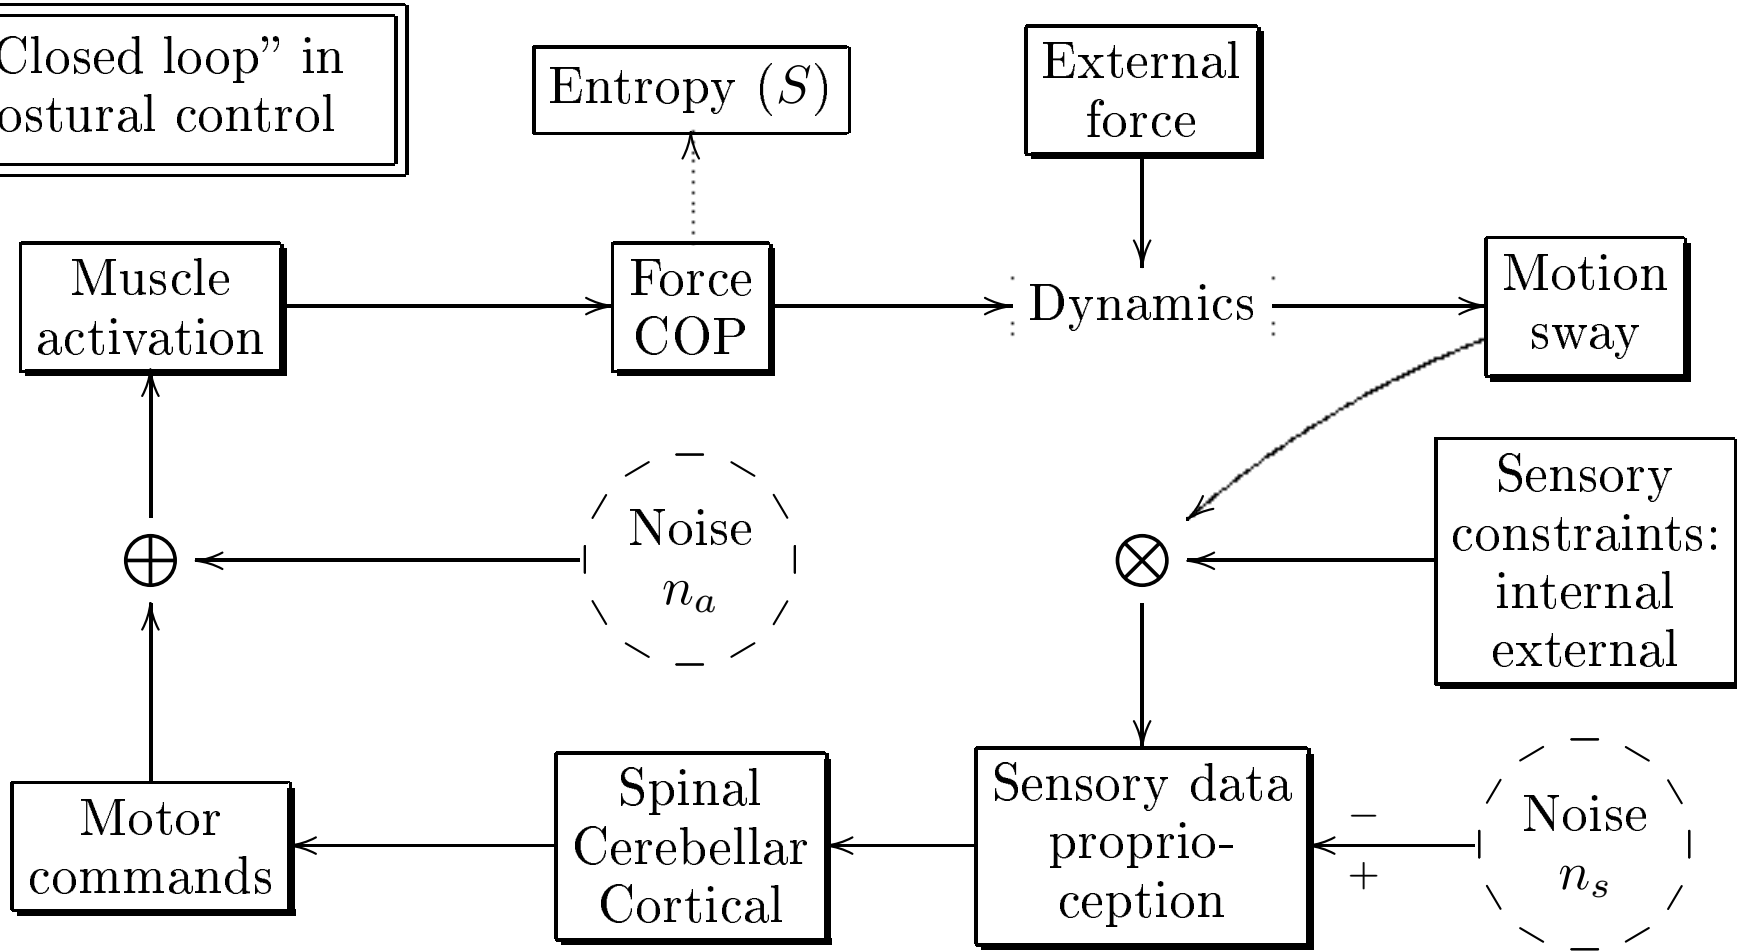 Closed loop” in
ostural control
Entropy (S)
External
force
Muscle
activation
Force
COP
Dynamics
Motion
sway
Noise
n_a
Sensory
constraints:
internal
external
Motor
commands
Spinal
Cerebellar
Cortical
Sensory data
proprio-
ception
−
+
Noise
n_s